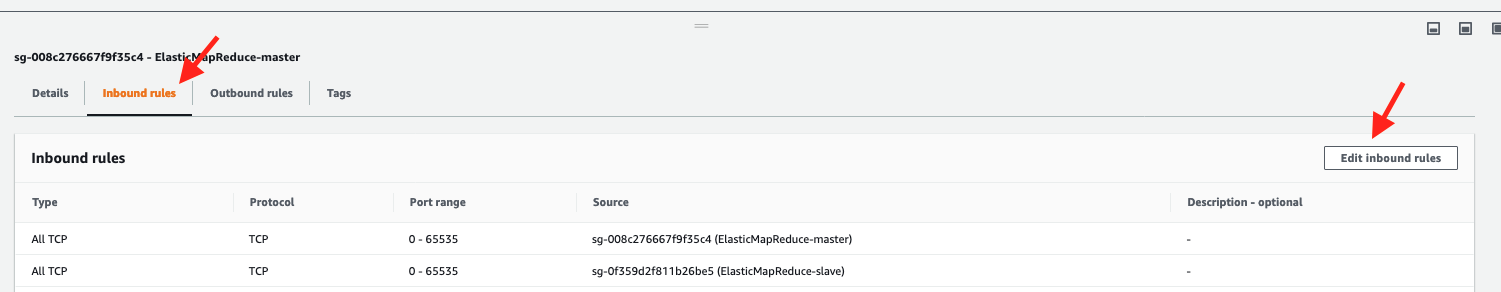 sg-008c276667f9f35c4 - ElasticMapReduce-master
Details Inbound rules Outbound rules Tags
Inbound rules Edit inbound rules
Type Protocol Port range Source Description - optional
All TCP TCP 0 - 65535 sg-008c276667f9f35c4 (ElasticMapReduce-master) -
All TCP TCP 0 - 65535 sg-0f359d2f811b26be5 (ElasticMapReduce-slave) -